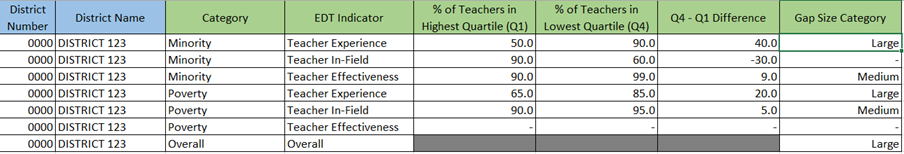 District Number District Name Category EDT Indicator % of Teachers in Highest Quartile (Q1) % of Teachers in Lowest Quartile (Q4) Q4 - Q1 Difference Gap Size Category
0000 DISTRICT 123 Minority Teacher Experience 50.0 90.0 40.0 Large
0000 DISTRICT 123 Minority Teacher In-Field 90.0 60.0 -30.0 -
0000 DISTRICT 123 Minority Teacher Effectiveness 90.0 99.0 9.0 Medium
0000 DISTRICT 123 Poverty Teacher Experience 65.0 85.0 20.0 Large
0000 DISTRICT 123 Poverty Teacher In-Field 90.0 95.0 5.0 Medium
0000 DISTRICT 123 Poverty Teacher Effectiveness - - - -
0000 DISTRICT 123 Overall Overall Large